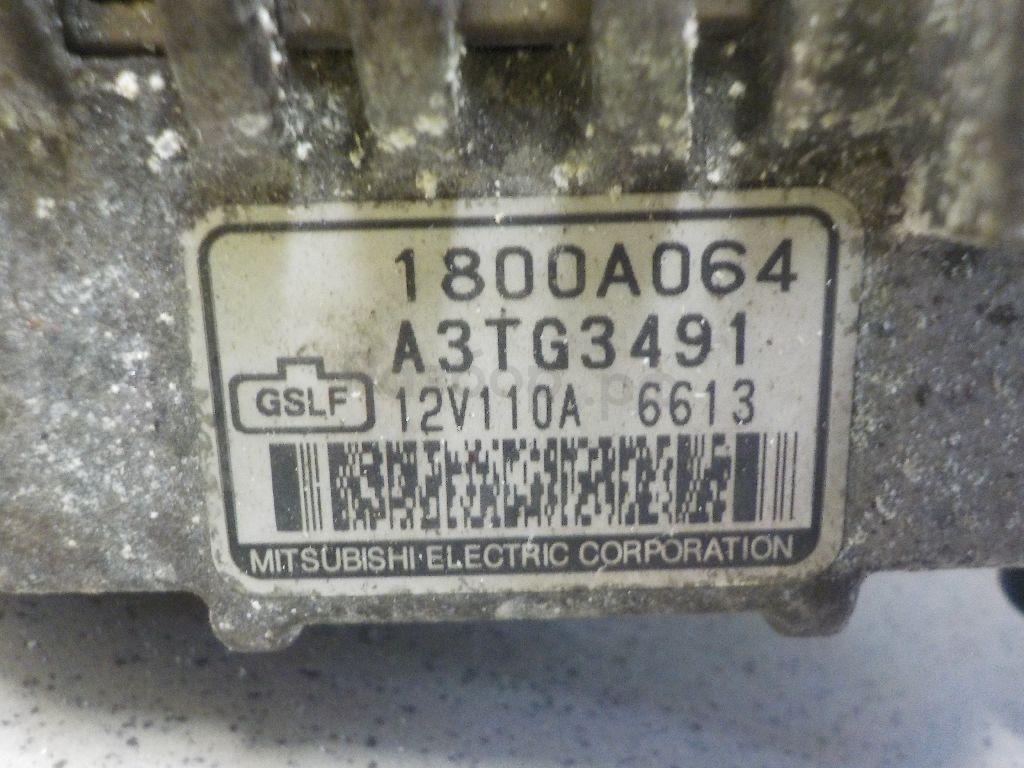 1800A064
A3TG3491
GSLF 12V110A 6613
MITSUBISHI ELECTRIC CORPORATION